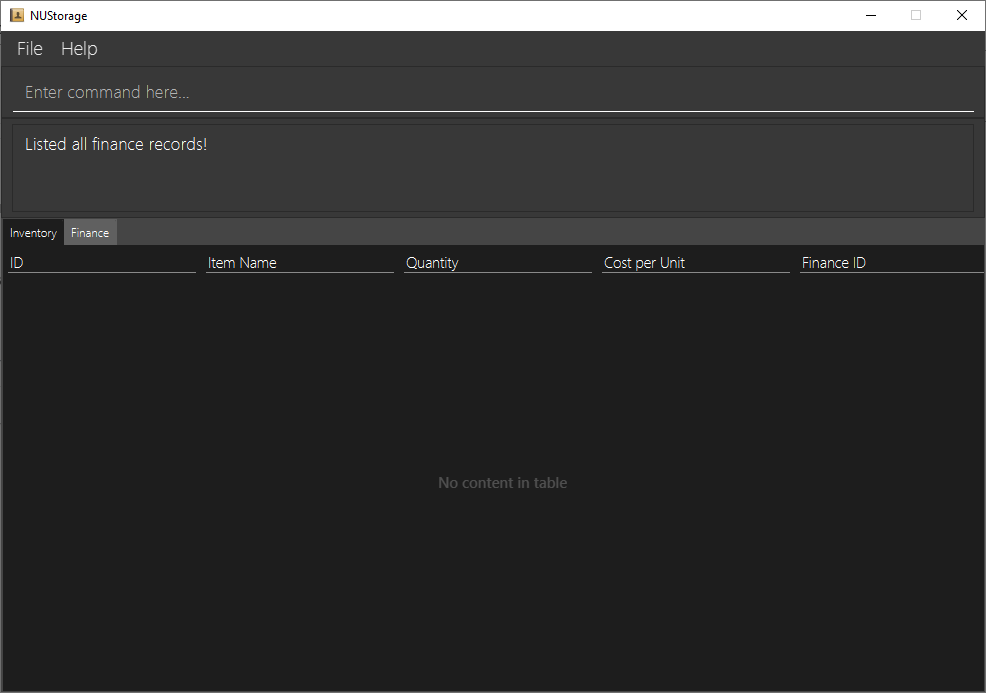 NUStorage
File Help
Enter command here...
Listed all finance records!
Inventory Finance
ID Item Name Quantity Cost per Unit Finance ID
No content in table